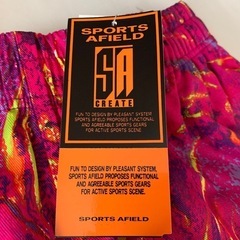 SPORTS
AFIELD
SA
CREATE
FUN TO DESIGN BY PLEASANT SYSTEM,
SPORTS AFIELD PROPOSES FUNCTIONAL
AND AGREEABLE SPORTS GEARS
FOR ACTIVE SPORTS SCENE.
FUN TO DESIGN BY PLEASANT SYSTEM,
SPORTS AFIELD PROPOSES FUNCTIONAL
AND AGREEABLE SPORTS GEARS
FOR ACTIVE SPORTS SCENE.
SPORTS AFIELD